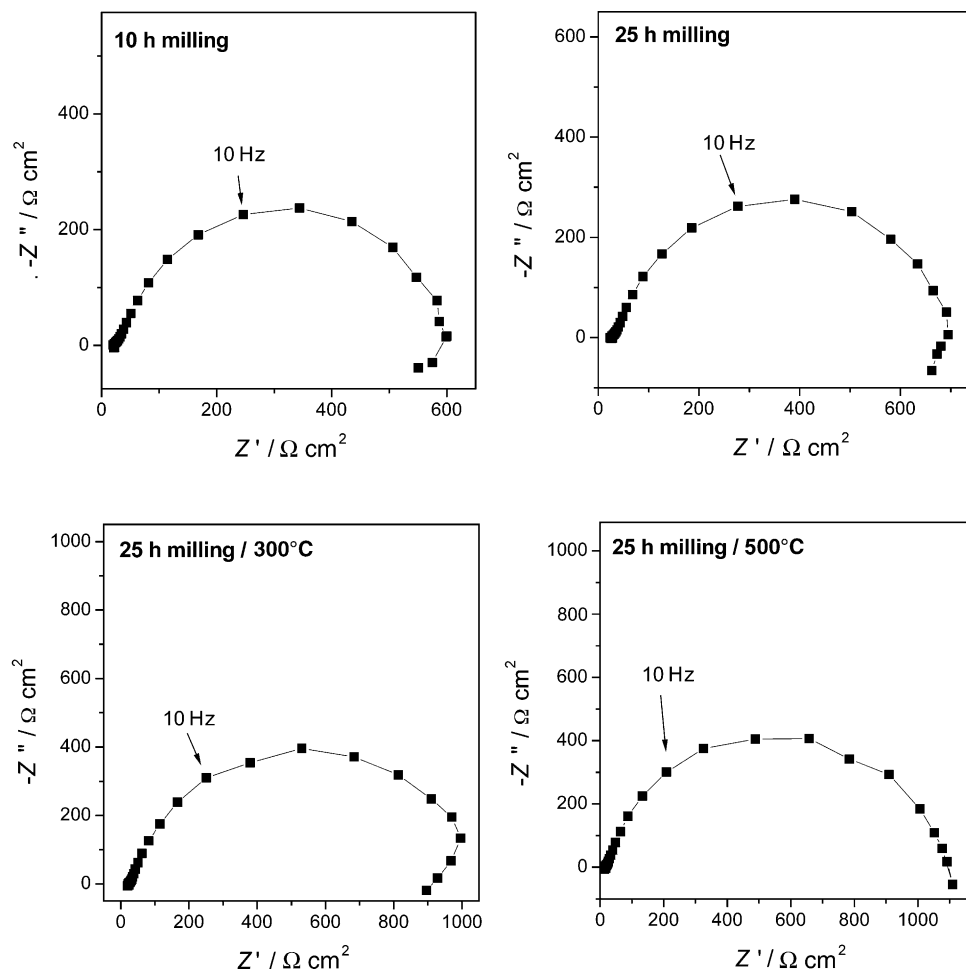 10 h milling
10 Hz
400
200
0
0
200
400
600
. -Z " / Ω cm²
Z ' / Ω cm²
25 h milling
10 Hz
600
400
200
0
0
200
400
600
-Z " / Ω cm²
Z ' / Ω cm²
25 h milling / 300°C
10 Hz
1000
800
600
400
200
0
0
200
400
600
800
1000
-Z " / Ω cm²
Z ' / Ω cm²
25 h milling / 500°C
10 Hz
1000
800
600
400
200
0
0
200
400
600
800
1000
-Z " / Ω cm²
Z ' / Ω cm²